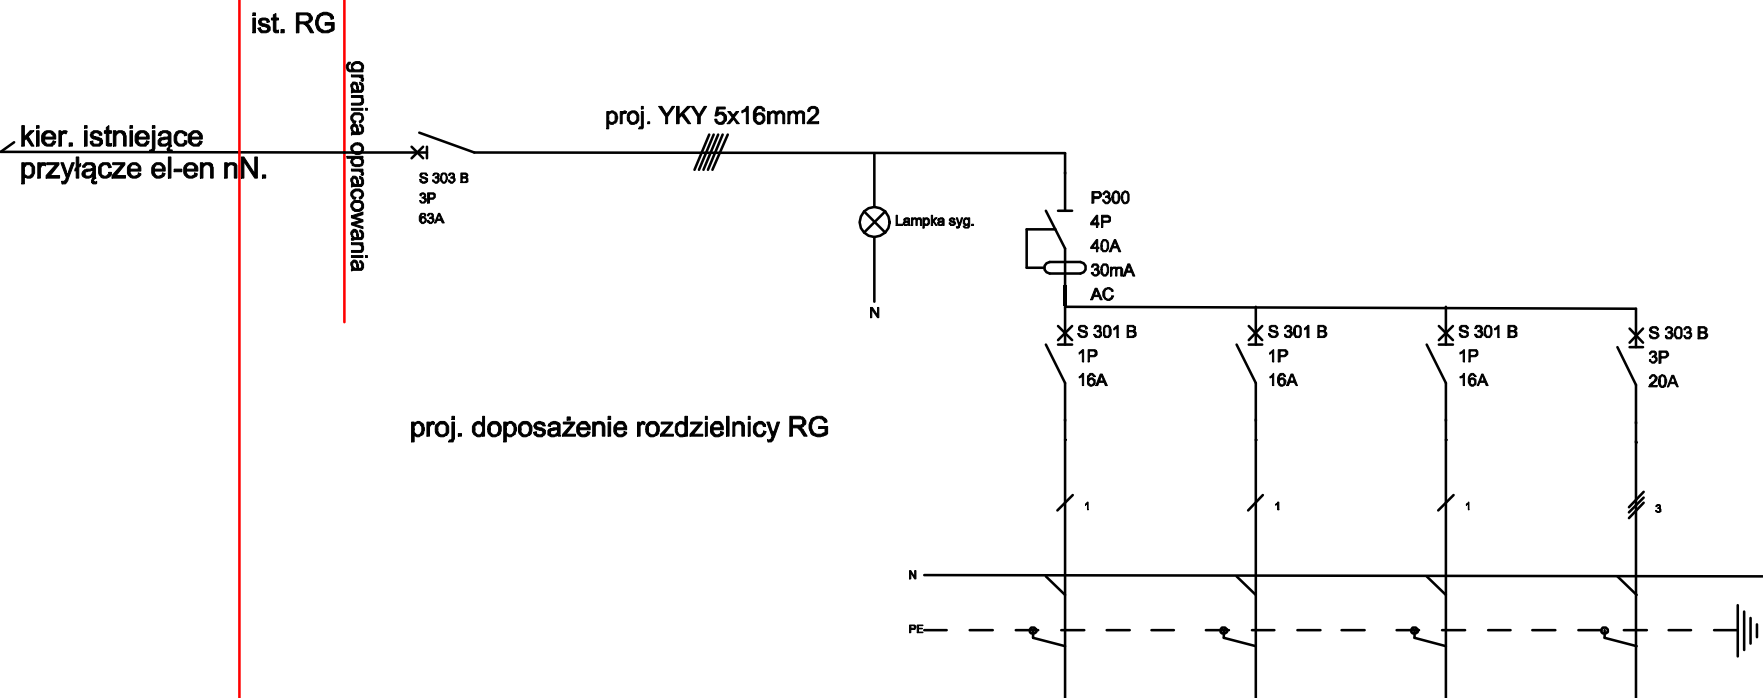 ist. RG
granica opracowania
kier. istniejące
przyłącze el-en nN.
proj. YKY 5x16mm2
S 303 B
3P
63A
Lampka syg.
N
P300
4P
40A
30mA
AC
S 301 B
1P
16A
S 301 B
1P
16A
S 301 B
1P
16A
S 303 B
3P
20A
proj. doposażenie rozdzielnicy RG
1
1
1
3
N
PE